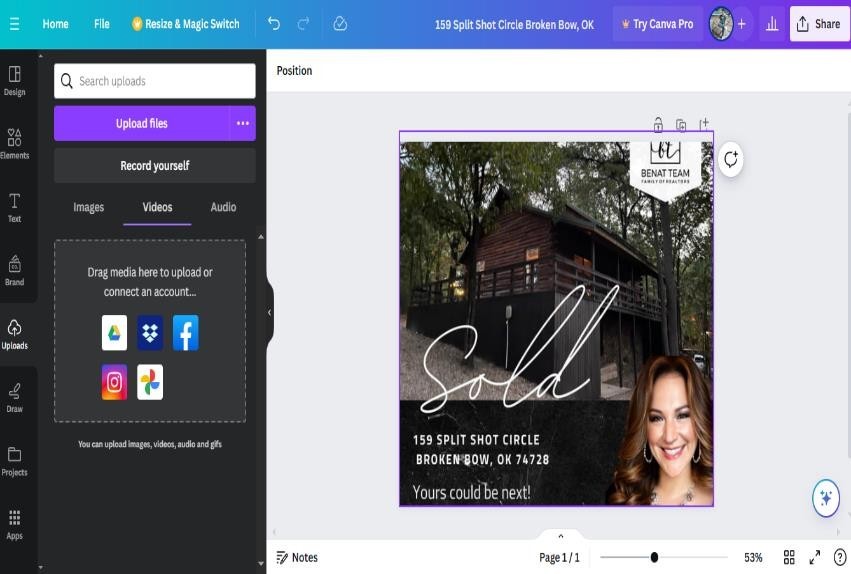 Home File Resize & Magic Switch 159 Split Shot Circle Broken Bow, OK Try Canva Pro + Share
Design
Elements
Text
Brand
Uploads
Draw
Projects
Apps
Search uploads
Upload files
Record yourself
Images Videos Audio
Drag media here to upload or
connect an account...
You can upload images, videos, audio and gifs
Position
bt
BENAT TEAM
FAMILY OF REALTORS
Sold
159 SPLIT SHOT CIRCLE
BROKEN BOW, OK 74728
Yours could be next!
Notes Page 1 / 1 53%